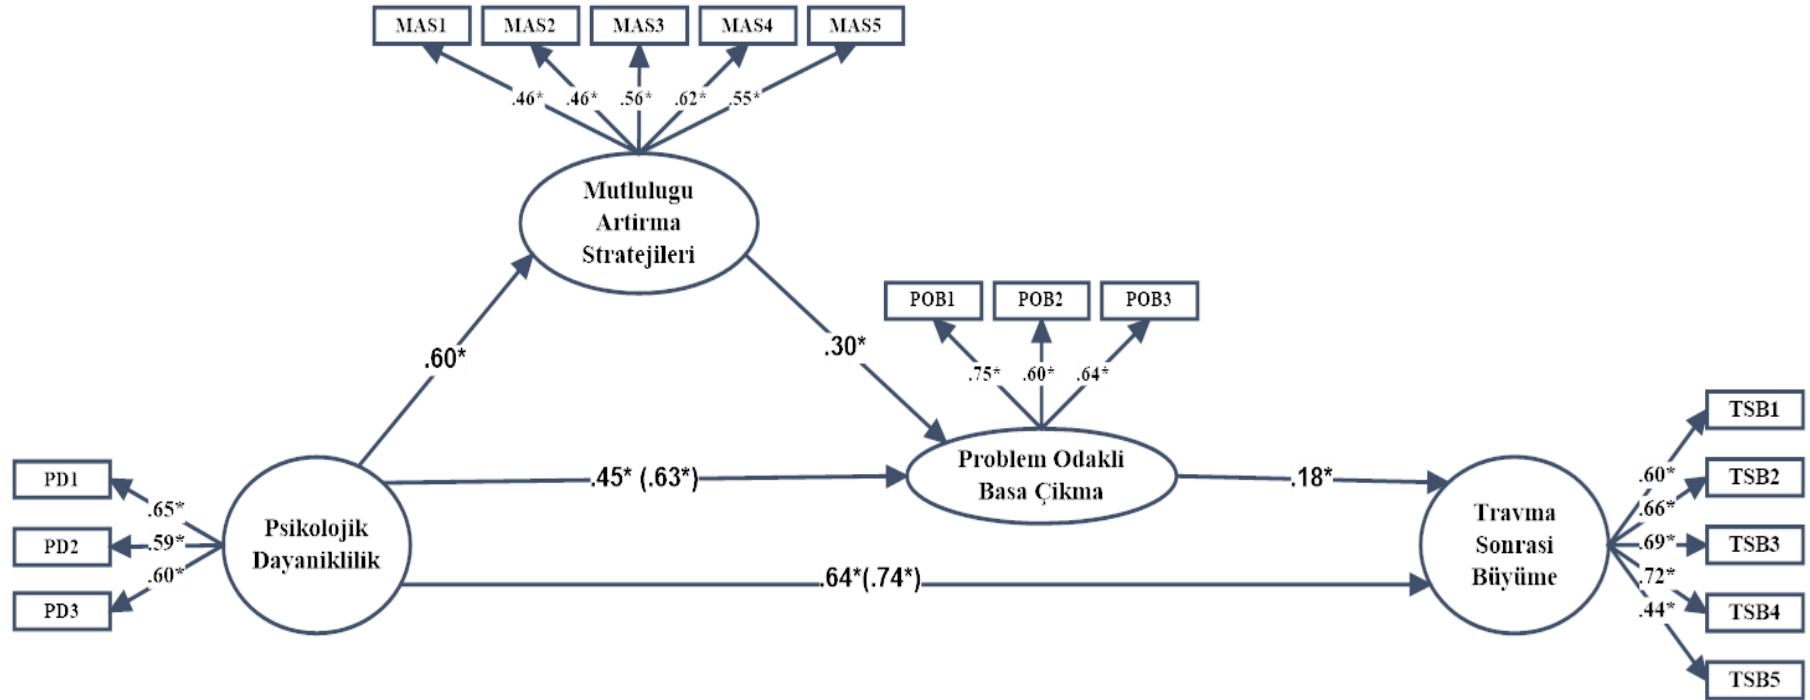 MAS1
MAS2
MAS3
MAS4
MAS5
.46*
.46*
.56*
.62*
.55*
Mutlulugu
Artirma
Stratejileri
POB1
POB2
POB3
.60*
.30*
.75*
.60*
.64*
PD1
PD2
PD3
.65*
.59*
.60*
Psikolojik
Dayaniklilik
.45* (.63*)
Problem Odakli
Basa Çikma
.18*
.64*(.74*)
Travma
Sonrasi
Büyüme
.60*
.66*
.69*
.72*
.44*
TSB1
TSB2
TSB3
TSB4
TSB5